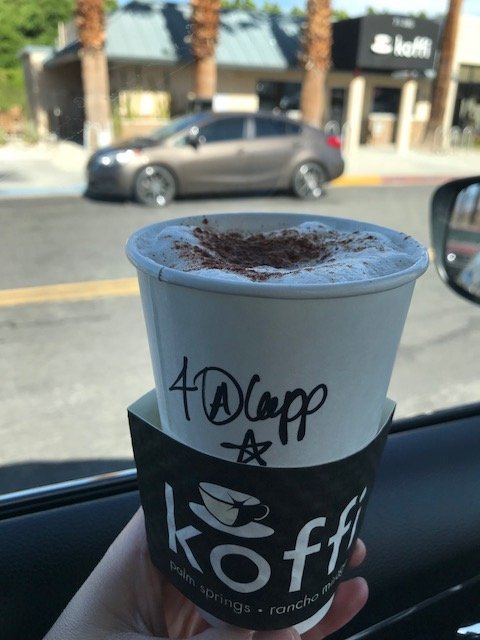 koffi
4 A Capp
koffi
palm springs • rancho mirage